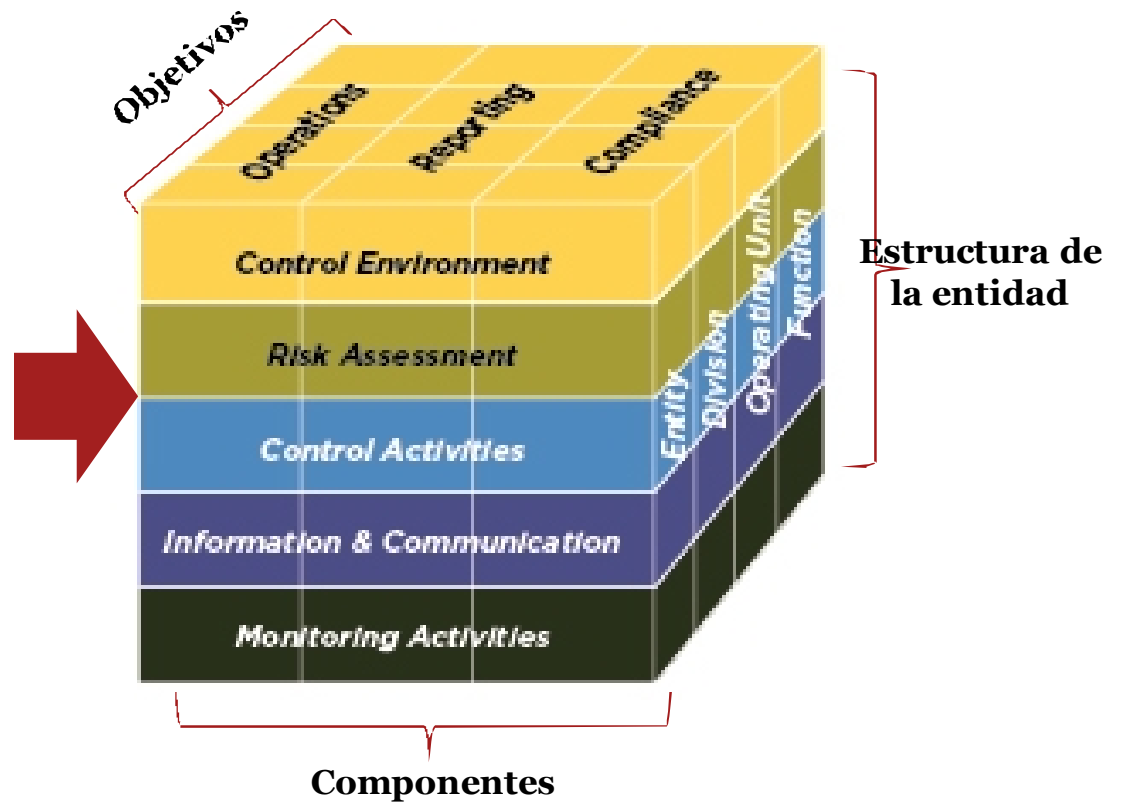 Objetivos
Operations
Reporting
Compliance
Control Environment
Risk Assessment
Control Activities
Information & Communication
Monitoring Activities
Entity
Division
Operating Unit
Function
Estructura de
la entidad
Componentes